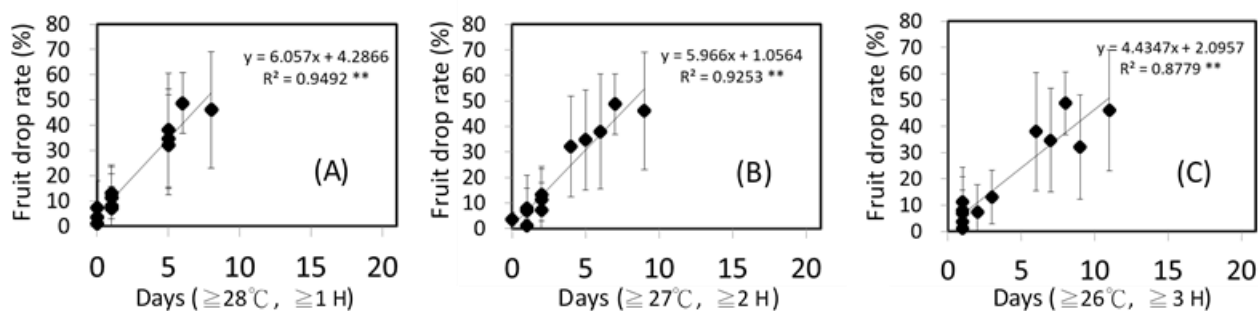 Fruit drop rate (%)
80
70
60
50
40
30
20
10
0
y = 6.057x + 4.2866
R² = 0.9492 **
(A)
0 5 10 15 20
Days ( ≧28℃, ≧1 H)
Fruit drop rate (%)
80
70
60
50
40
30
20
10
0
y = 5.966x + 1.0564
R² = 0.9253 **
(B)
0 5 10 15 20
Days ( ≧27℃, ≧2 H)
Fruit drop rate (%)
80
70
60
50
40
30
20
10
0
y = 4.4347x + 2.0957
R² = 0.8779 **
(C)
0 5 10 15 20
Days ( ≧26℃, ≧ 3 H)